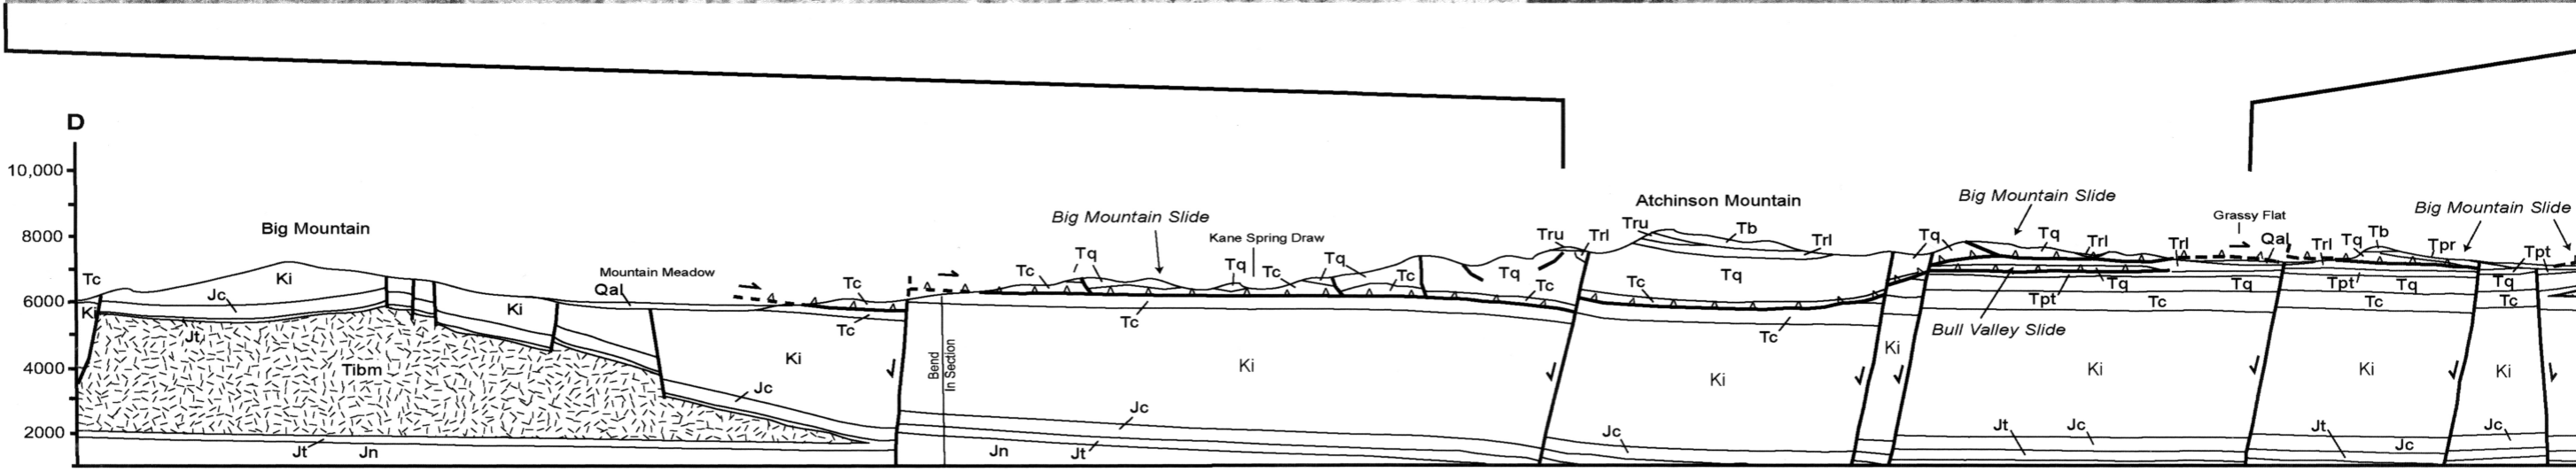 D
10,000
8000
6000
4000
2000
Big Mountain
Mountain Meadow
Big Mountain Slide
Kane Spring Draw
Atchinson Mountain
Big Mountain Slide
Grassy Flat
Big Mountain Slide
Bull Valley Slide
Bend
In Section
Tc
Ki
Jc
Ki
Jt
Tibm
Jt
Jn
Ki
Qal
Jc
Ki
Tc
Tc
Tc
Tq
Tq
Tc
Tq
Tc
Tc
Ki
Jc
Jn
Jt
Tq
Tc
Tru
Trl
Tru
Tb
Trl
Tq
Tc
Tc
Ki
Jc
Ki
Tq
Tq
Trl
Trl
Qal
Tpt
Tq
Tc
Tq
Ki
Jt
Jc
Trl
Tq
Tb
Tpr
Tpt
Tq
Tc
Ki
Jt
Jc
Tpt
Tq
Tc
Ki
Jc